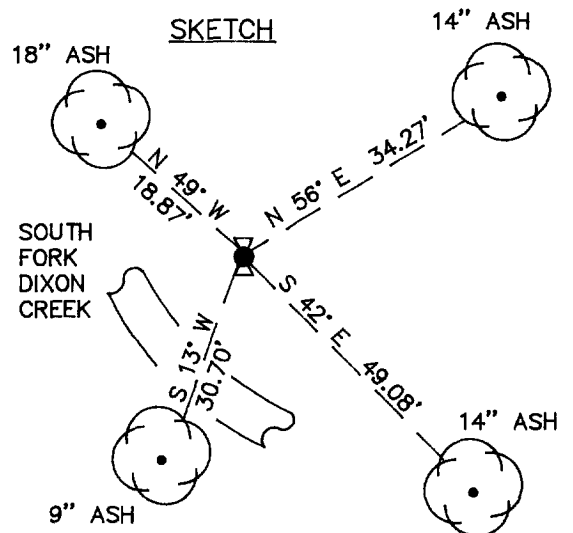 SKETCH
18" ASH
14" ASH
N 49° W
18.87'
N 56° E 34.27'
SOUTH
FORK
DIXON
CREEK
S 13° W
30.70'
S 42° E 49.08'
9" ASH
14" ASH